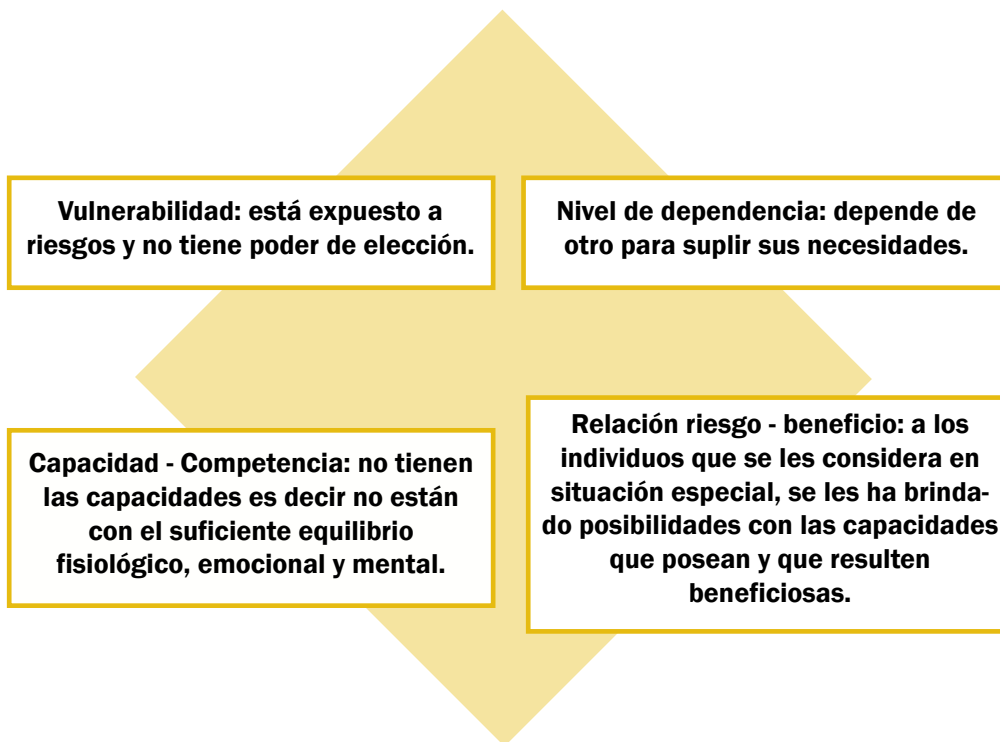 Vulnerabilidad: está expuesto a
riesgos y no tiene poder de elección.
Nivel de dependencia: depende de
otro para suplir sus necesidades.
Capacidad - Competencia: no tienen
las capacidades es decir no están
con el suficiente equilibrio
fisiológico, emocional y mental.
Relación riesgo - beneficio: a los
individuos que se les considera en
situación especial, se les ha brinda-
do posibilidades con las capacidades
que posean y que resulten
beneficiosas.